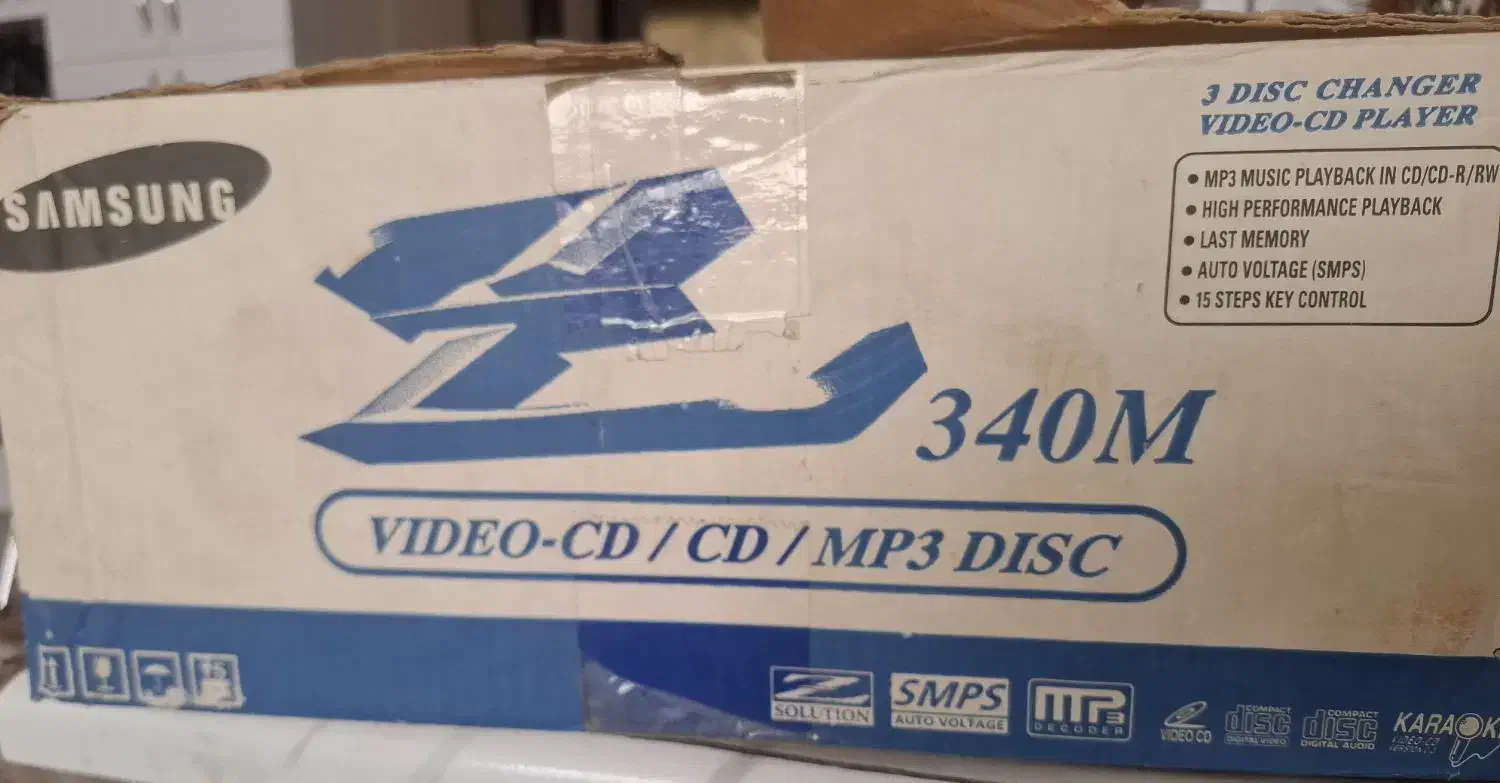 SAMSUNG
3 DISC CHANGER
VIDEO-CD PLAYER
• MP3 MUSIC PLAYBACK IN CD/CD-R/RW
• HIGH PERFORMANCE PLAYBACK
• LAST MEMORY
• AUTO VOLTAGE (SMPS)
• 15 STEPS KEY CONTROL
Z 340M
VIDEO-CD / CD / MP3 DISC
Z SOLUTION
SMPS
AUTO VOLTAGE
MP3
DECODER
VIDEO CD
COMPACT
disc
DIGITAL VIDEO
COMPACT
disc
DIGITAL AUDIO